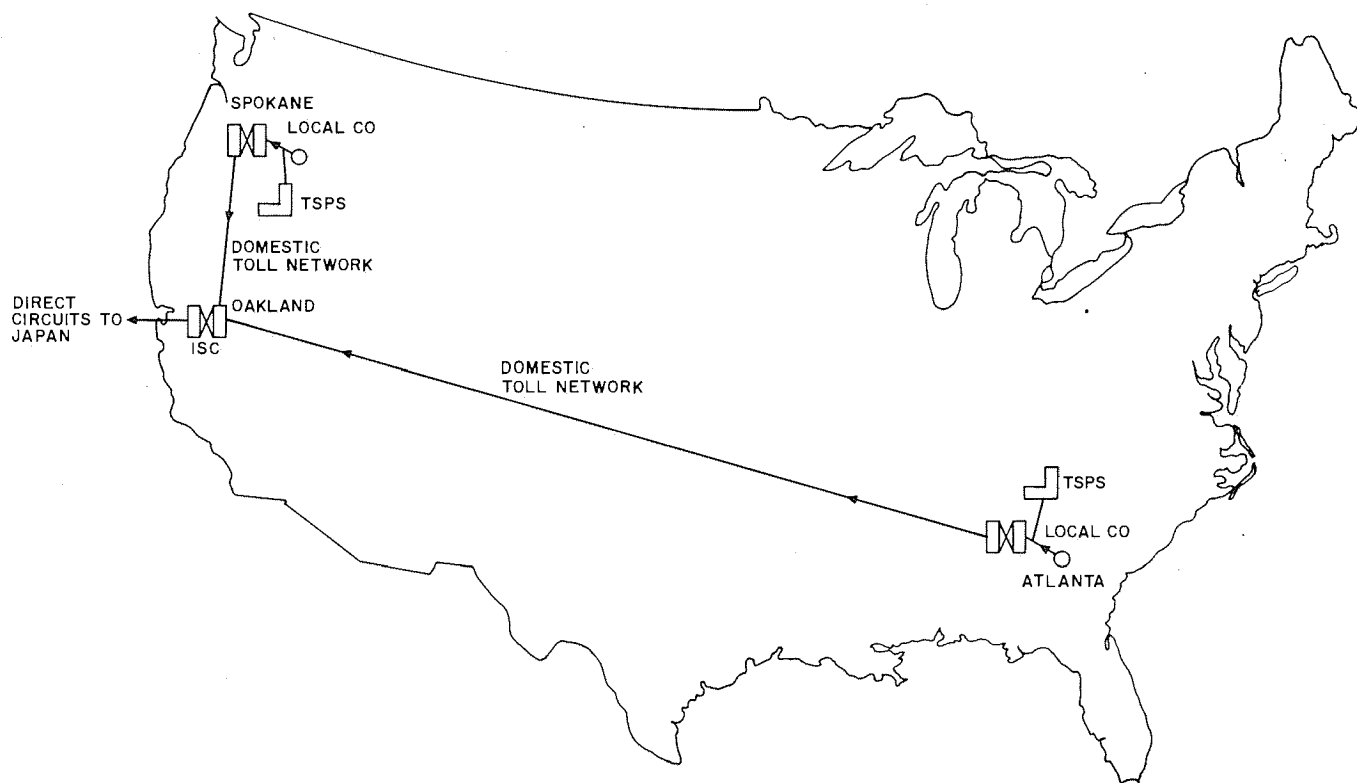 SPOKANE
LOCAL CO
TSPS
DOMESTIC
TOLL NETWORK
DIRECT
CIRCUITS TO
JAPAN
OAKLAND
ISC
DOMESTIC
TOLL NETWORK
TSPS
LOCAL CO
ATLANTA